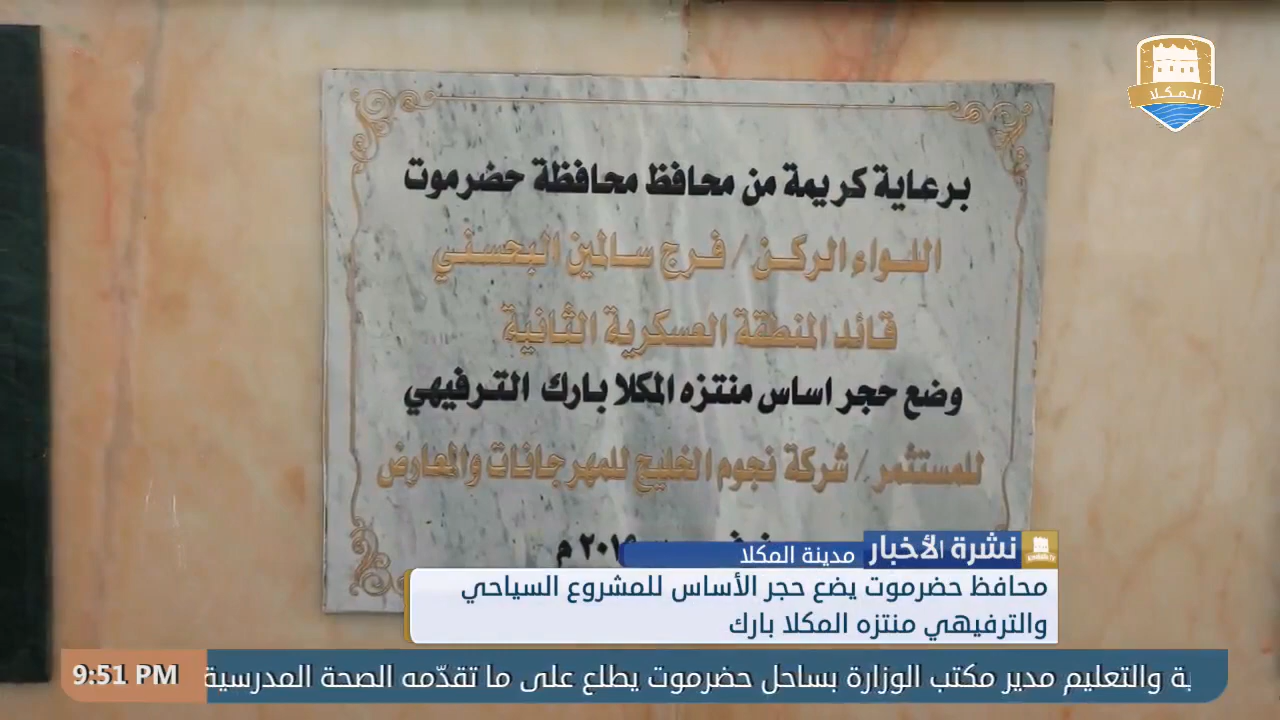 المكلا
برعاية كريمة من محافظ محافظة حضرموت
اللواء الركن / فرج سالمين البحسني
قائد المنطقة العسكرية الثانية
وضع حجر اساس منتزه المكلا بارك الترفيهي
للمستثمر / شركة نجوم الخليج للمهرجانات والمعارض
نشرة الأخبار
مدينة المكلا
محافظ حضرموت يضع حجر الأساس للمشروع السياحي
والترفيهي منتزه المكلا بارك
والتعليم مدير مكتب الوزارة بساحل حضرموت يطلع على ما تقدّمه الصحة المدرسية
9:51 PM